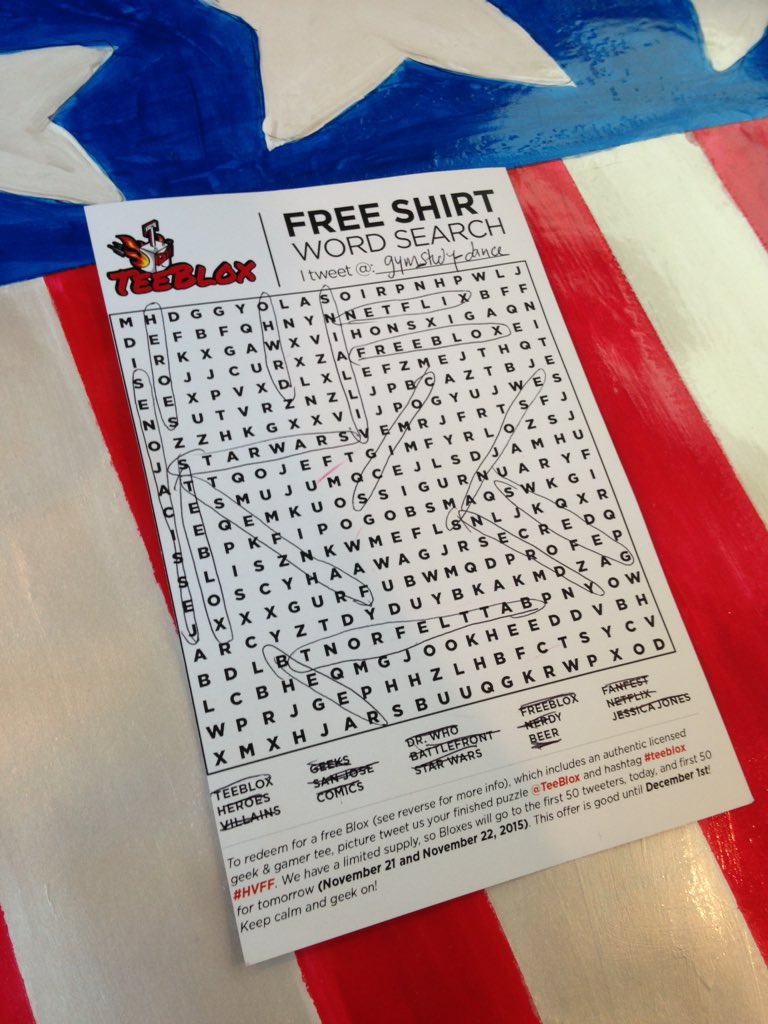 TEEBLOX
FREE SHIRT
WORD SEARCH
I tweet @: gymstwfdance
M H D G G Y O L A S O I R P N H P W L J
D E F B F Q H N Y N N E T F L I X B F F
I R K X G A W X V I H O N S X I G A Q N
S O J J C U R X Z A F R E E B L O X E I
E E X P V X D L X L E F Z M E J T H Q T
N S U T V R Z N Z L J P B C A Z T B J E
O Z Z H K G X X V I J P O G Y U J W E S
J S T A R W A R S V E M R J F R T S F J
A T T Q O J E F T G I M F Y R L O Z S J
C E S M U J U M Q E E J L S D J A M H U
I E Q E M K U O S S I G U R N U A R Y F
S B P K F I P O G O B S M A Q S W K G I
S L I S Z N K W M E F L S N L J K Q X R
E O S C Y H A A W A G J R S E C R E D Q
J X X X G U R F U B W M Q D P R O F E P
A R C Y Z T D Y D U Y B K A K M D Z A G
B D L B T N O R F E L T T A B P N Y O W
L C B H E Q M G J O O K H E E D D V B H
W P R J G E P H H Z L H B F C T S Y C V
X M X H J A R S B U U Q G K R W P X O D
TEEBLOX GEEKS DR. WHO FREEBLOX FANFEST
HEROES SAN JOSE BATTLEFRONT NERDY NETFLIX
VILLAINS COMICS STAR WARS BEER JESSICA JONES
To redeem for a free Blox (see reverse for more info), which includes an authentic licensed
geek & gamer tee, picture tweet us your finished puzzle @TeeBlox and hashtag #teeblox
#HVFF. We have a limited supply, so Bloxes will go to the first 50 tweeters, today, and first 50
for tomorrow (November 21 and November 22, 2015). This offer is good until December 1st!
Keep calm and geek on!